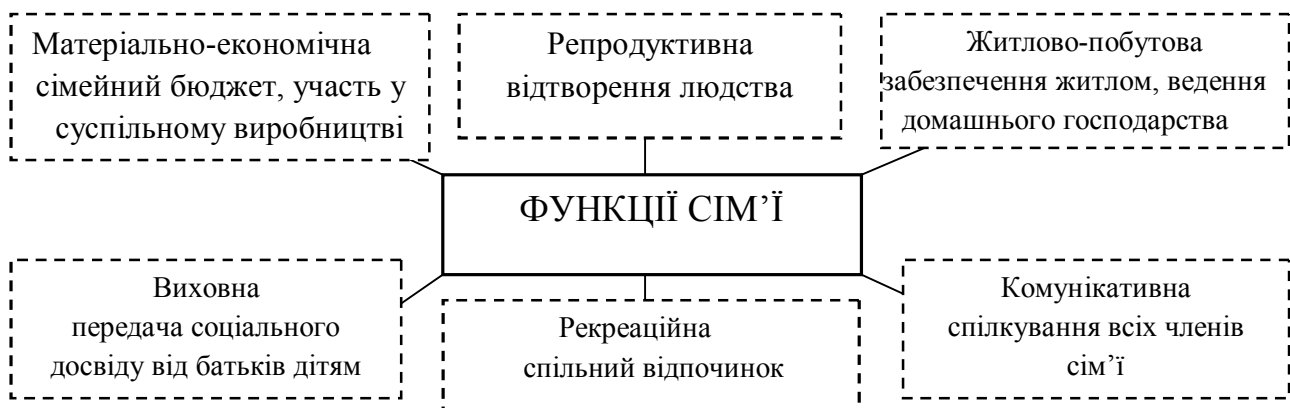 Матеріально-економічна
сімейний бюджет, участь у
суспільному виробництві
Репродуктивна
відтворення людства
Житлово-побутова
забезпечення житлом, ведення
домашнього господарства
ФУНКЦІЇ СІМ’Ї
Виховна
передача соціального
досвіду від батьків дітям
Рекреаційна
спільний відпочинок
Комунікативна
спілкування всіх членів
сім’ї